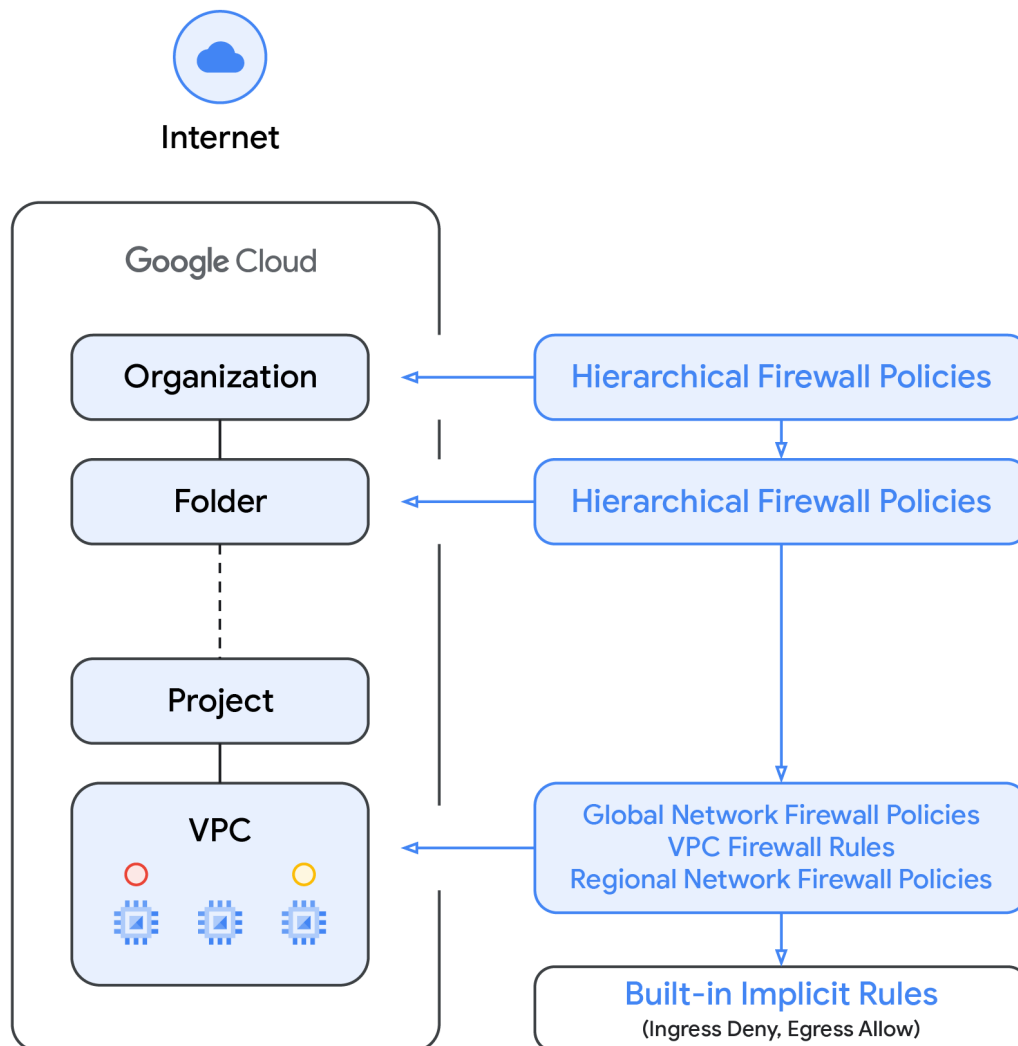 Internet
Google Cloud
Organization
Hierarchical Firewall Policies
Folder
Hierarchical Firewall Policies
Project
VPC
Global Network Firewall Policies
VPC Firewall Rules
Regional Network Firewall Policies
Built-in Implicit Rules
(Ingress Deny, Egress Allow)